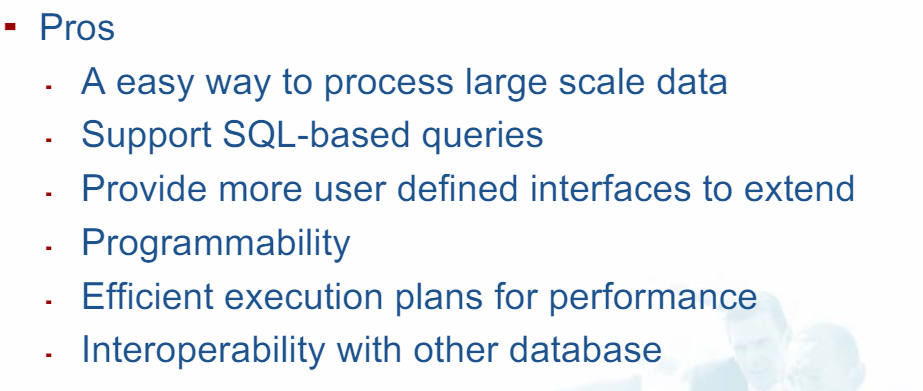 Pros
A easy way to process large scale data
Support SQL-based queries
Provide more user defined interfaces to extend
Programmability
Efficient execution plans for performance
Interoperability with other database